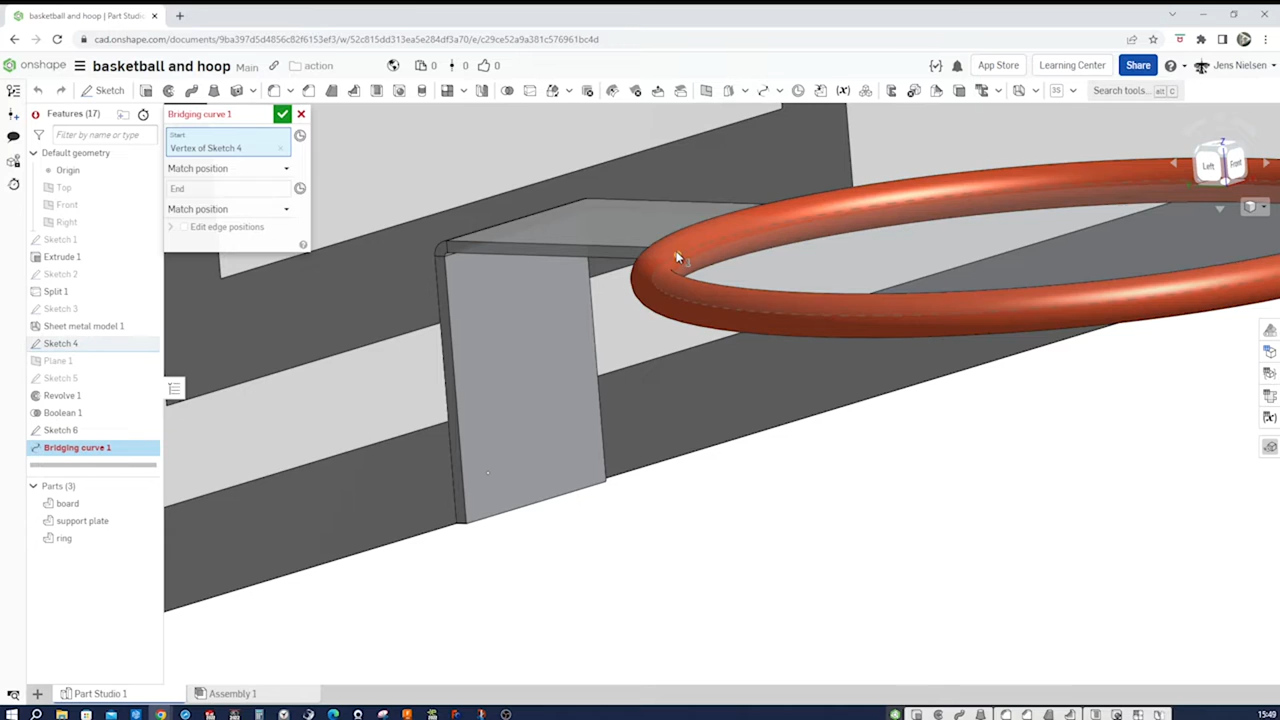 basketball and hoop | Part Studi
cad.onshape.com/documents/9ba397d5d4856c82f6153ef3/w/52c815dd313ea5e284df3a70/e/c29ce52a9a381c576961bc4d
onshape
basketball and hoop
Main
action
0
0
0
App Store
Learning Center
Share
Jens Nielsen
Sketch
Search tools...
alt
C
Features (17)
Filter by name or type
Default geometry
Origin
Top
Front
Right
Sketch 1
Extrude 1
Sketch 2
Split 1
Sketch 3
Sheet metal model 1
Sketch 4
Plane 1
Sketch 5
Revolve 1
Boolean 1
Sketch 6
Bridging curve 1
Parts (3)
board
support plate
ring
Bridging curve 1
Start
Vertex of Sketch 4
Match position
End
Match position
Edit edge positions
Z
Left
Front
Part Studio 1
Assembly 1
15:49